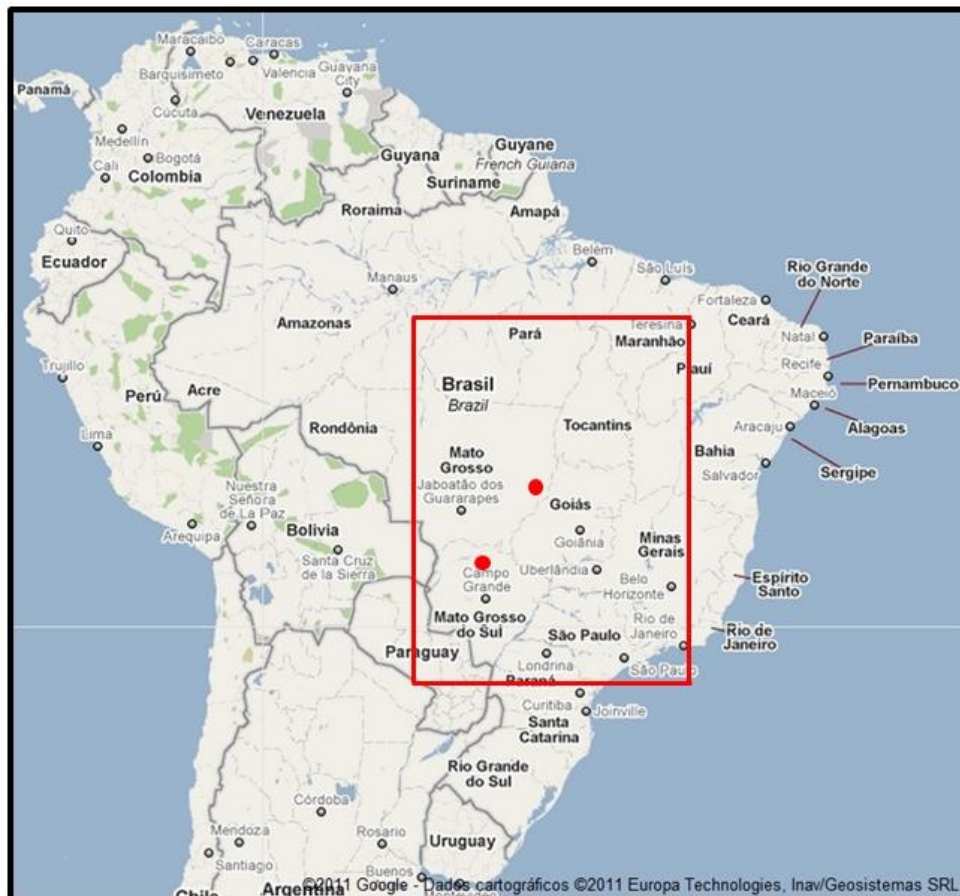 Maracaibo
Caracas
Barquisimeto
Valencia
Guayana
City
Panamá
Cúcuta
Venezuela
Medellín
Bogotá
Guyana
Guyane
French Guiana
Cali
Colombia
Suriname
Roraima
Amapá
Quito
Ecuador
Belém
São Luís
Manaus
Rio Grande
do Norte
Fortaleza
Amazonas
Pará
Teresina
Ceará
Maranhão
Natal
Paraíba
Trujillo
Piauí
Recife
Perú
Acre
Brasil
Brazil
Pernambuco
Maceió
Rondônia
Tocantins
Aracaju
Alagoas
Lima
Mato
Grosso
Bahia
Sergipe
Jaboatão dos
Guararapes
Salvador
Nuestra
Señora
de La Paz
Goiás
Arequipa
Bolivia
Goiânia
Minas
Gerais
Santa Cruz
de la Sierra
Campo
Grande
Uberlândia
Belo
Horizonte
Espírito
Santo
Mato Grosso
do Sul
Rio de
Janeiro
São Paulo
Rio de
Janeiro
Paraguay
Londrina
São Paulo
Paraná
Curitiba
Joinville
Santa
Catarina
Rio Grande
do Sul
Córdoba
Mendoza
Rosario
Uruguay
Santiago
Buenos
Chile
Argentina
©2011 Google - Dados cartográficos ©2011 Europa Technologies, Inav/Geosistemas SRL